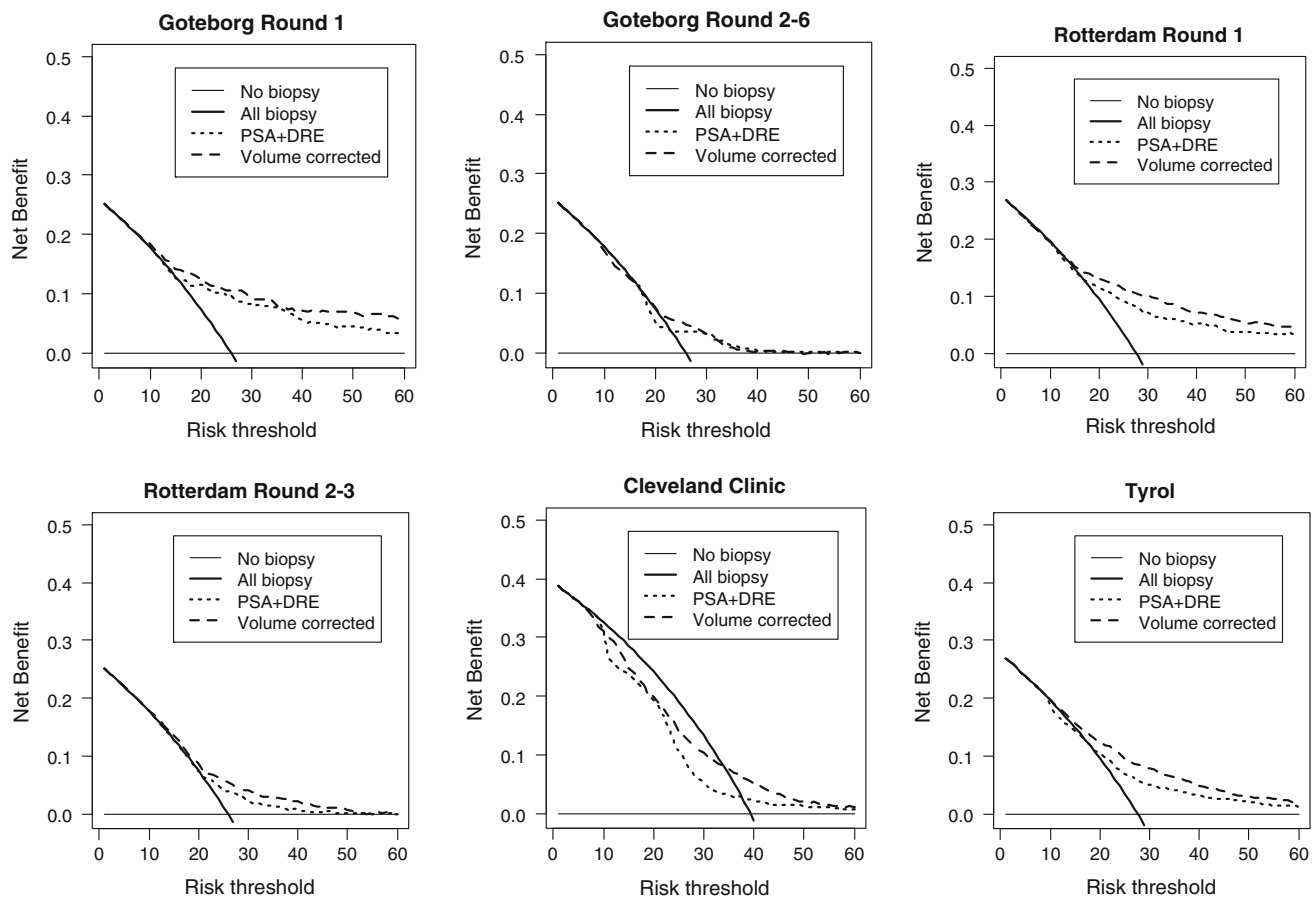 Goteborg Round 1
Net Benefit
0.5
0.4
0.3
0.2
0.1
0.0
No biopsy
All biopsy
PSA+DRE
Volume corrected
0 10 20 30 40 50 60
Risk threshold
Goteborg Round 2-6
Net Benefit
0.5
0.4
0.3
0.2
0.1
0.0
No biopsy
All biopsy
PSA+DRE
Volume corrected
0 10 20 30 40 50 60
Risk threshold
Rotterdam Round 1
Net Benefit
0.5
0.4
0.3
0.2
0.1
0.0
No biopsy
All biopsy
PSA+DRE
Volume corrected
0 10 20 30 40 50 60
Risk threshold
Rotterdam Round 2-3
Net Benefit
0.5
0.4
0.3
0.2
0.1
0.0
No biopsy
All biopsy
PSA+DRE
Volume corrected
0 10 20 30 40 50 60
Risk threshold
Cleveland Clinic
Net Benefit
0.5
0.4
0.3
0.2
0.1
0.0
No biopsy
All biopsy
PSA+DRE
Volume corrected
0 10 20 30 40 50 60
Risk threshold
Tyrol
Net Benefit
0.5
0.4
0.3
0.2
0.1
0.0
No biopsy
All biopsy
PSA+DRE
Volume corrected
0 10 20 30 40 50 60
Risk threshold